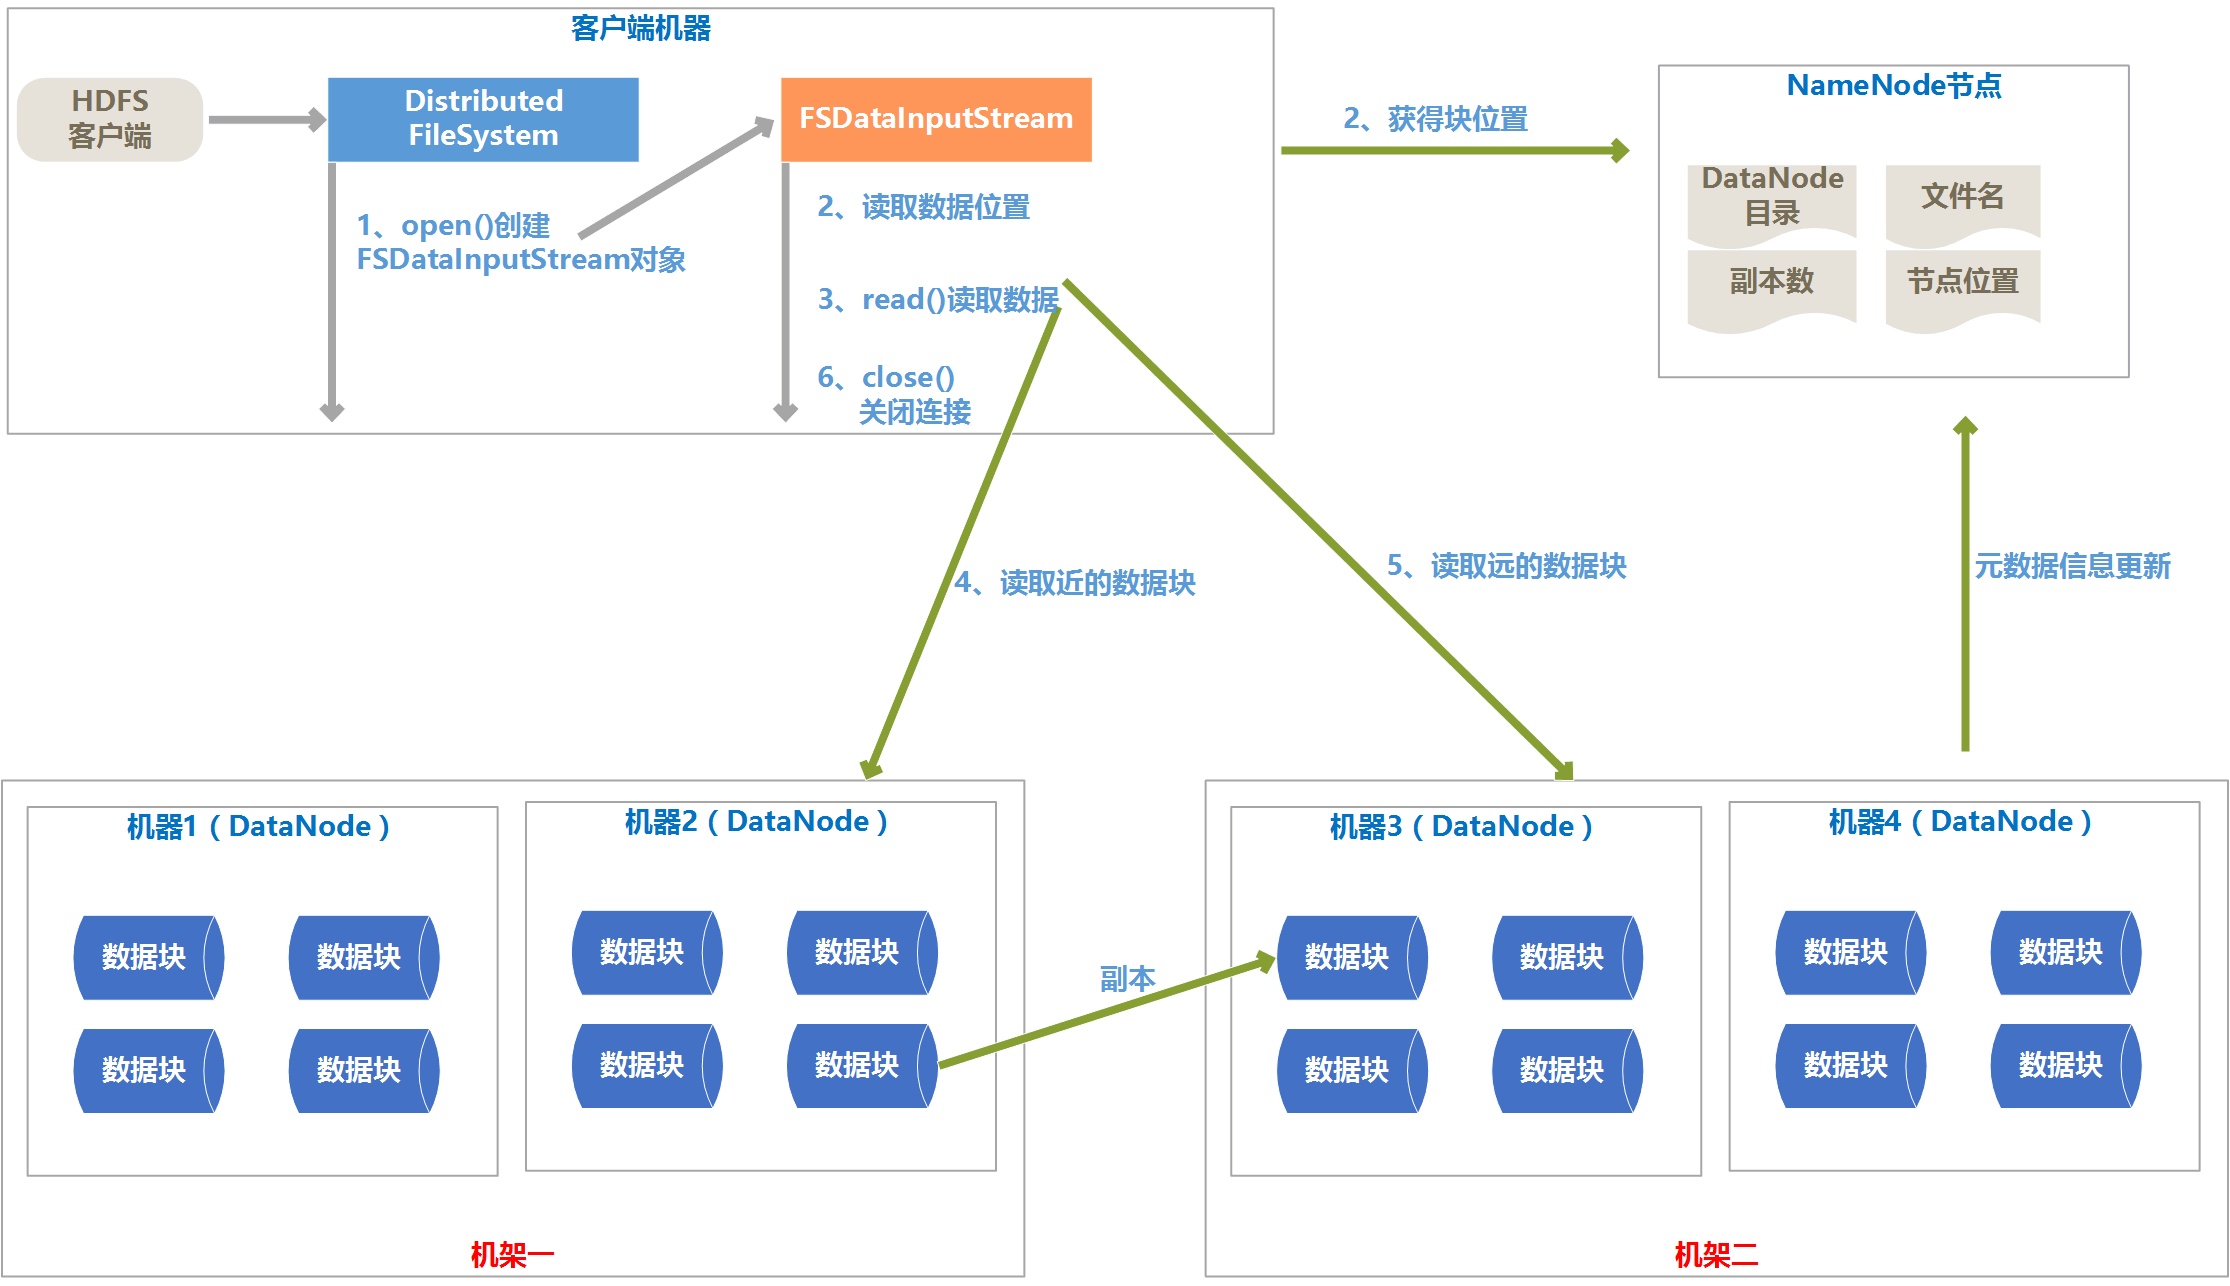 客户端机器
HDFS
客户端
Distributed
FileSystem
FSDataInputStream
1、open()创建
FSDataInputStream对象
2、读取数据位置
3、read()读取数据
6、close()
关闭连接
2、获得块位置
NameNode节点
DataNode
目录
文件名
副本数
节点位置
4、读取近的数据块
5、读取远的数据块
元数据信息更新
机器1（DataNode）
数据块
数据块
数据块
数据块
机器2（DataNode）
数据块
数据块
数据块
数据块
机架一
副本
机器3（DataNode）
数据块
数据块
数据块
数据块
机器4（DataNode）
数据块
数据块
数据块
数据块
机架二